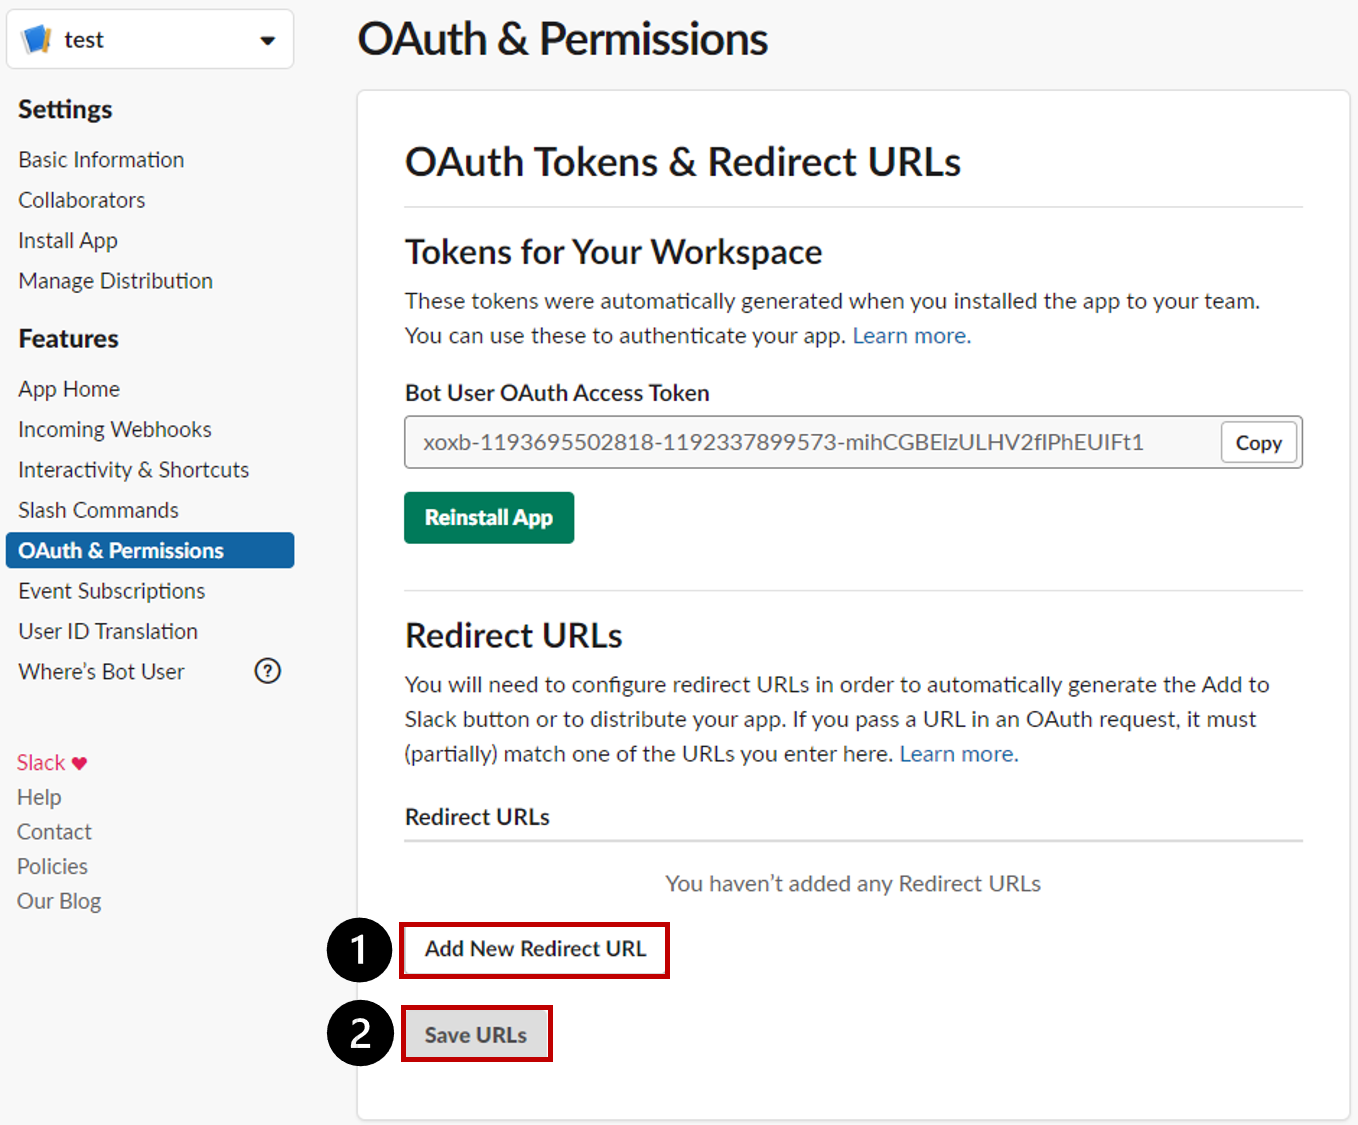 test
OAuth & Permissions
Settings
Basic Information
Collaborators
Install App
Manage Distribution
Features
App Home
Incoming Webhooks
Interactivity & Shortcuts
Slash Commands
OAuth & Permissions
Event Subscriptions
User ID Translation
Where's Bot User ?
Slack
Help
Contact
Policies
Our Blog
OAuth Tokens & Redirect URLs
Tokens for Your Workspace
These tokens were automatically generated when you installed the app to your team.
You can use these to authenticate your app. Learn more.
Bot User OAuth Access Token
xoxb-1193695502818-1192337899573-mihCGBEIzULHV2flPhEUIFt1 Copy
Reinstall App
Redirect URLs
You will need to configure redirect URLs in order to automatically generate the Add to
Slack button or to distribute your app. If you pass a URL in an OAuth request, it must
(partially) match one of the URLs you enter here. Learn more.
Redirect URLs
You haven't added any Redirect URLs
1 Add New Redirect URL
2 Save URLs